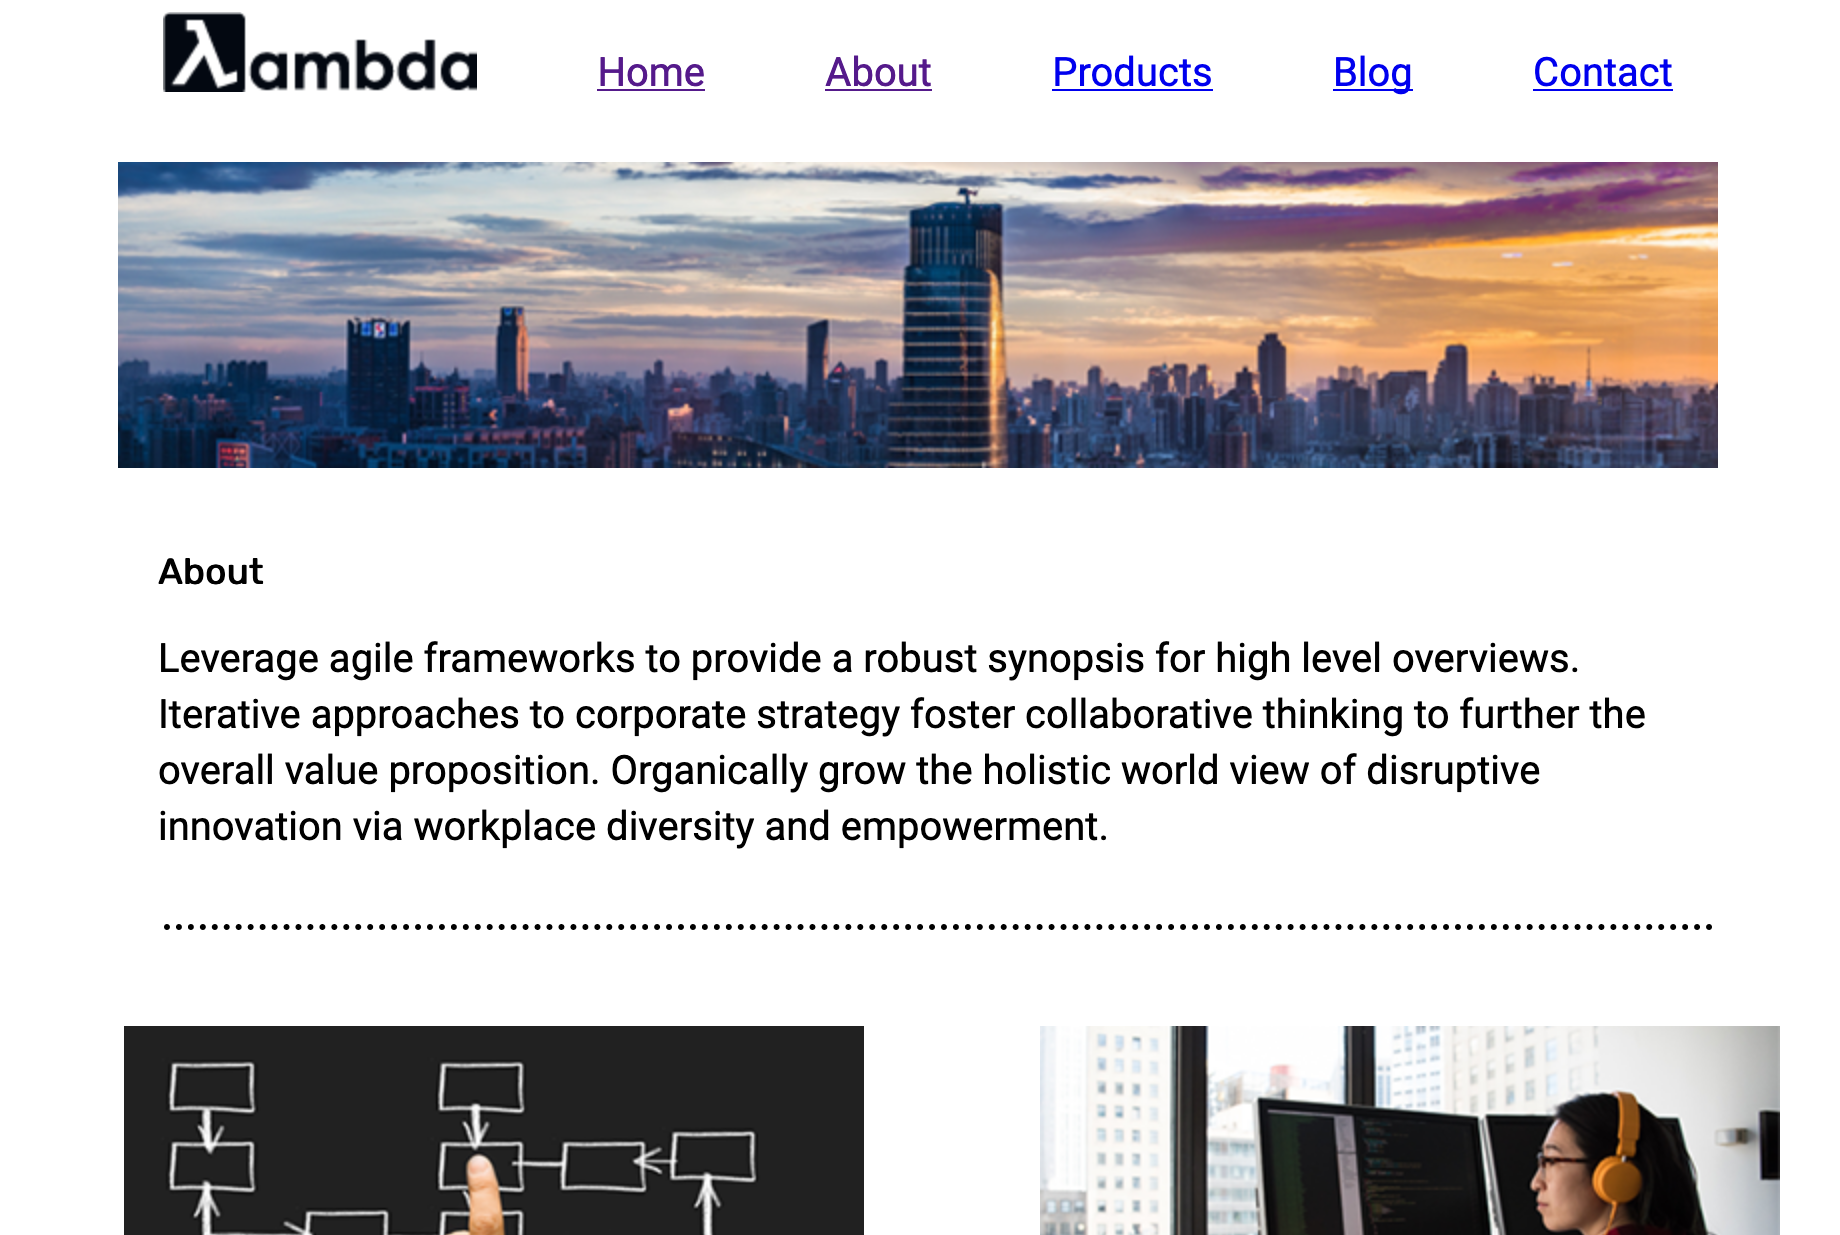 λambda
Home About Products Blog Contact
About
Leverage agile frameworks to provide a robust synopsis for high level overviews.
Iterative approaches to corporate strategy foster collaborative thinking to further the
overall value proposition. Organically grow the holistic world view of disruptive
innovation via workplace diversity and empowerment.